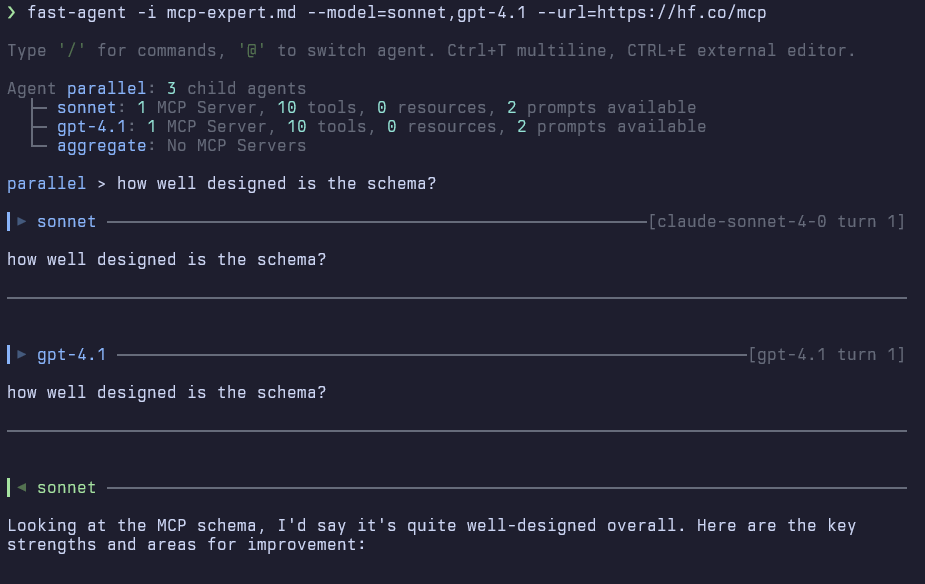 ❯ fast-agent -i mcp-expert.md --model=sonnet,gpt-4.1 --url=https://hf.co/mcp
Type '/' for commands, '@' to switch agent. Ctrl+T multiline, CTRL+E external editor.
Agent parallel: 3 child agents
sonnet: 1 MCP Server, 10 tools, 0 resources, 2 prompts available
gpt-4.1: 1 MCP Server, 10 tools, 0 resources, 2 prompts available
aggregate: No MCP Servers
parallel > how well designed is the schema?
▶ sonnet [claude-sonnet-4-0 turn 1]
how well designed is the schema?
▶ gpt-4.1 [gpt-4.1 turn 1]
how well designed is the schema?
◀ sonnet
Looking at the MCP schema, I'd say it's quite well-designed overall. Here are the key
strengths and areas for improvement: